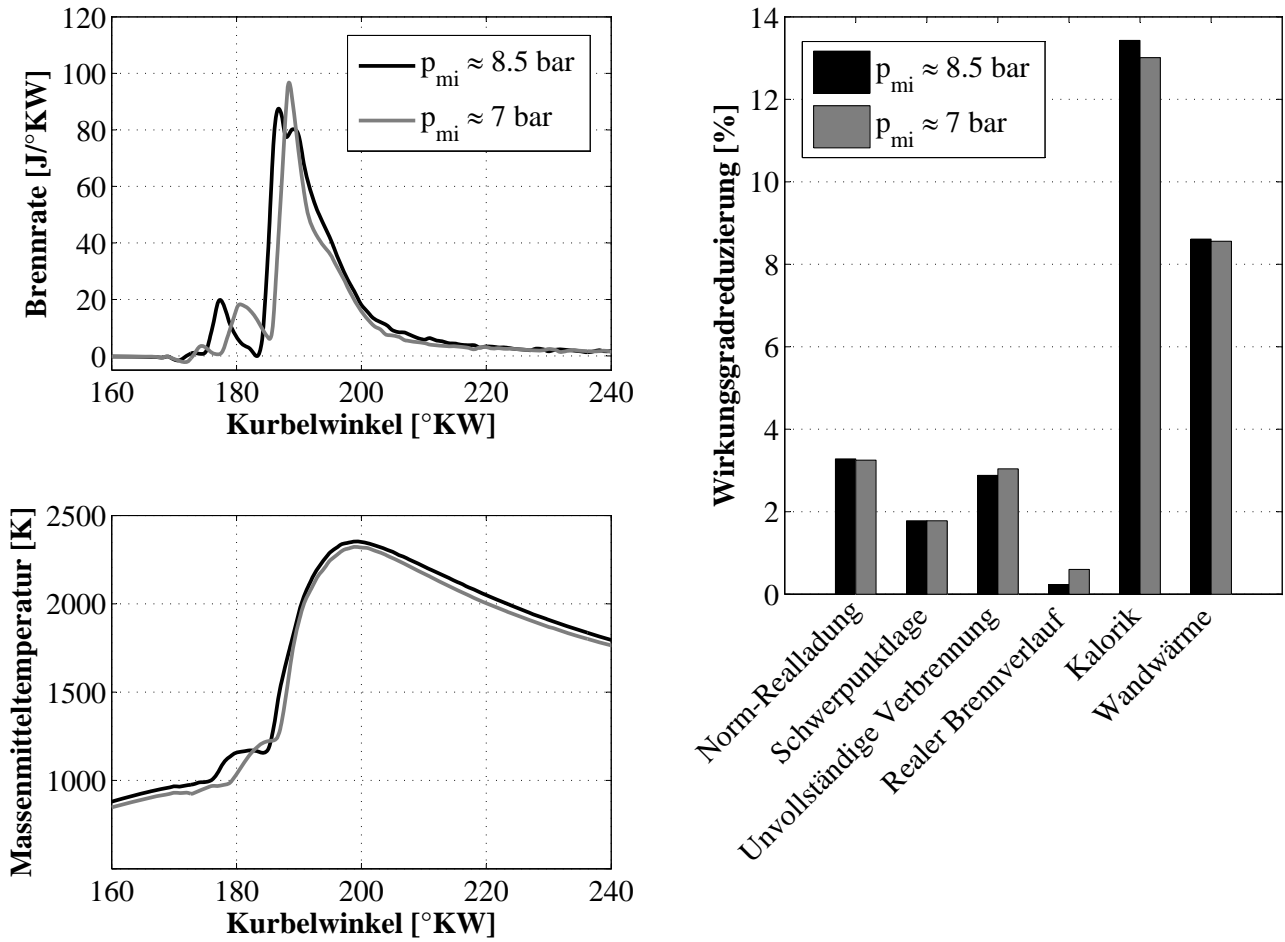 120
100
80
60
40
20
0
Brennrate [J/°KW]
p_mi ≈ 8.5 bar
p_mi ≈ 7 bar
160 180 200 220 240
Kurbelwinkel [°KW]
2500
2000
1500
1000
Massenmitteltemperatur [K]
160 180 200 220 240
Kurbelwinkel [°KW]
14
12
10
8
6
4
2
0
Wirkungsgradreduzierung [%]
p_mi ≈ 8.5 bar
p_mi ≈ 7 bar
Norm-Realladung
Schwerpunktlage
Unvollständige Verbrennung
Realer Brennverlauf
Kalorik
Wandwärme